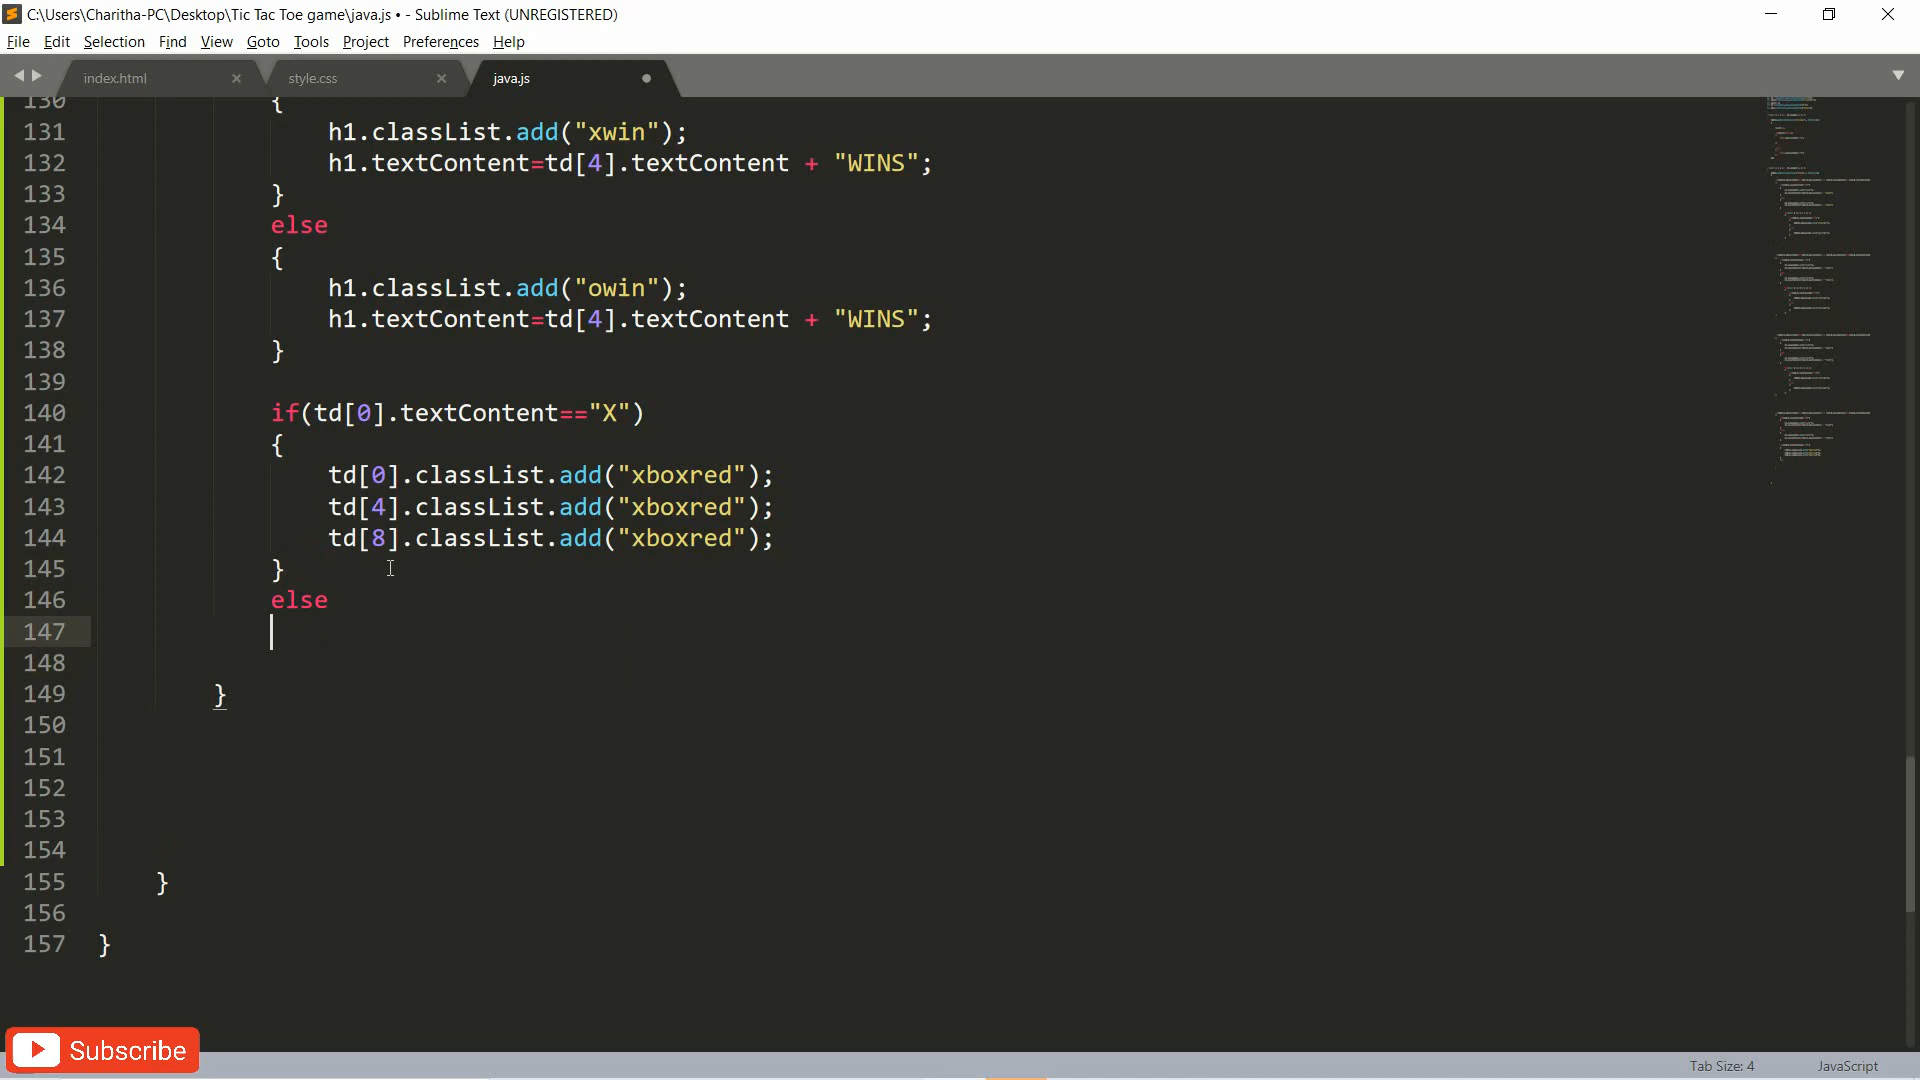 C:\Users\Charitha-PC\Desktop\Tic Tac Toe game\java.js • - Sublime Text (UNREGISTERED)
File Edit Selection Find View Goto Tools Project Preferences Help
index.html style.css java.js
130 {
131 h1.classList.add("xwin");
132 h1.textContent=td[4].textContent + "WINS";
133 }
134 else
135 {
136 h1.classList.add("owin");
137 h1.textContent=td[4].textContent + "WINS";
138 }
139
140 if(td[0].textContent=="X")
141 {
142 td[0].classList.add("xboxred");
143 td[4].classList.add("xboxred");
144 td[8].classList.add("xboxred");
145 }
146 else
147
148
149 }
150
151
152
153
154
155 }
156
157 }
Subscribe
Tab Size: 4 JavaScript